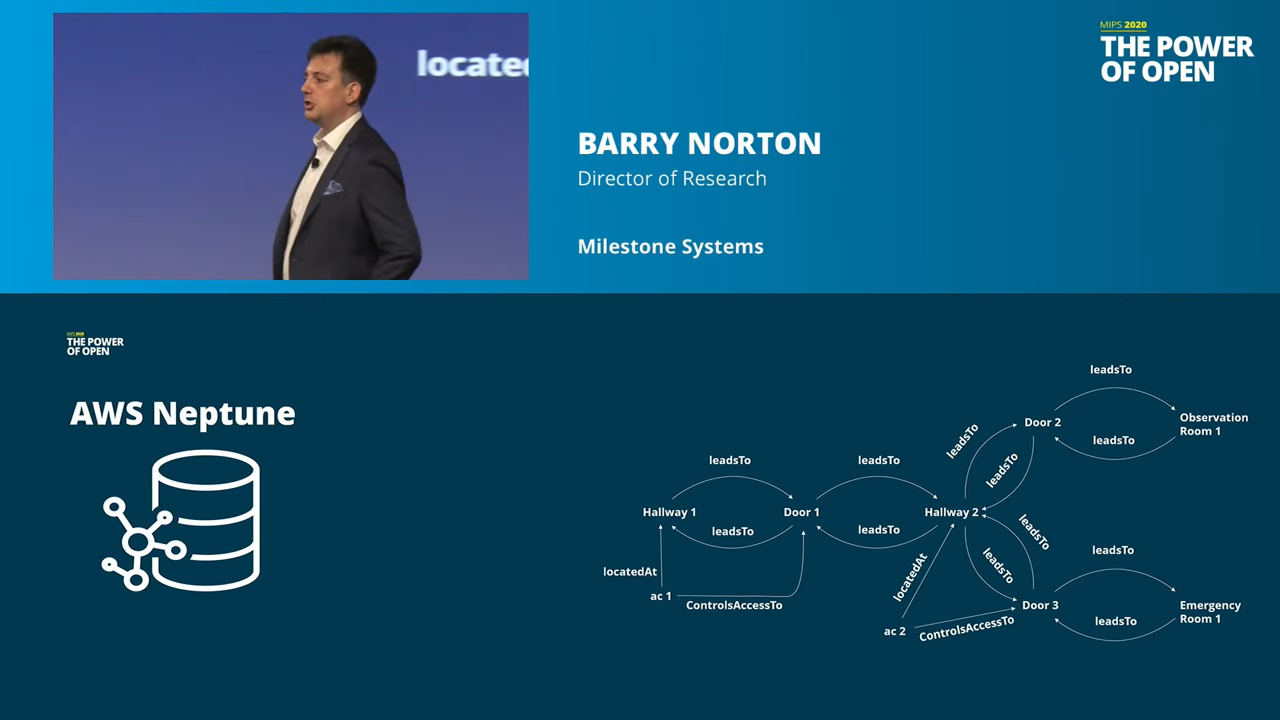 located
MIPS 2020
THE POWER
OF OPEN
BARRY NORTON
Director of Research
Milestone Systems
MIPS 2020
THE POWER
OF OPEN
AWS Neptune
leadsTo
Observation
Room 1
Door 2
leadsTo
leadsTo
leadsTo
leadsTo
leadsTo
Hallway 1
Door 1
Hallway 2
leadsTo
leadsTo
leadsTo
leadsTo
leadsTo
locatedAt
locatedAt
ac 1
ControlsAccessTo
Door 3
Emergency
Room 1
leadsTo
ac 2
ControlsAccessTo